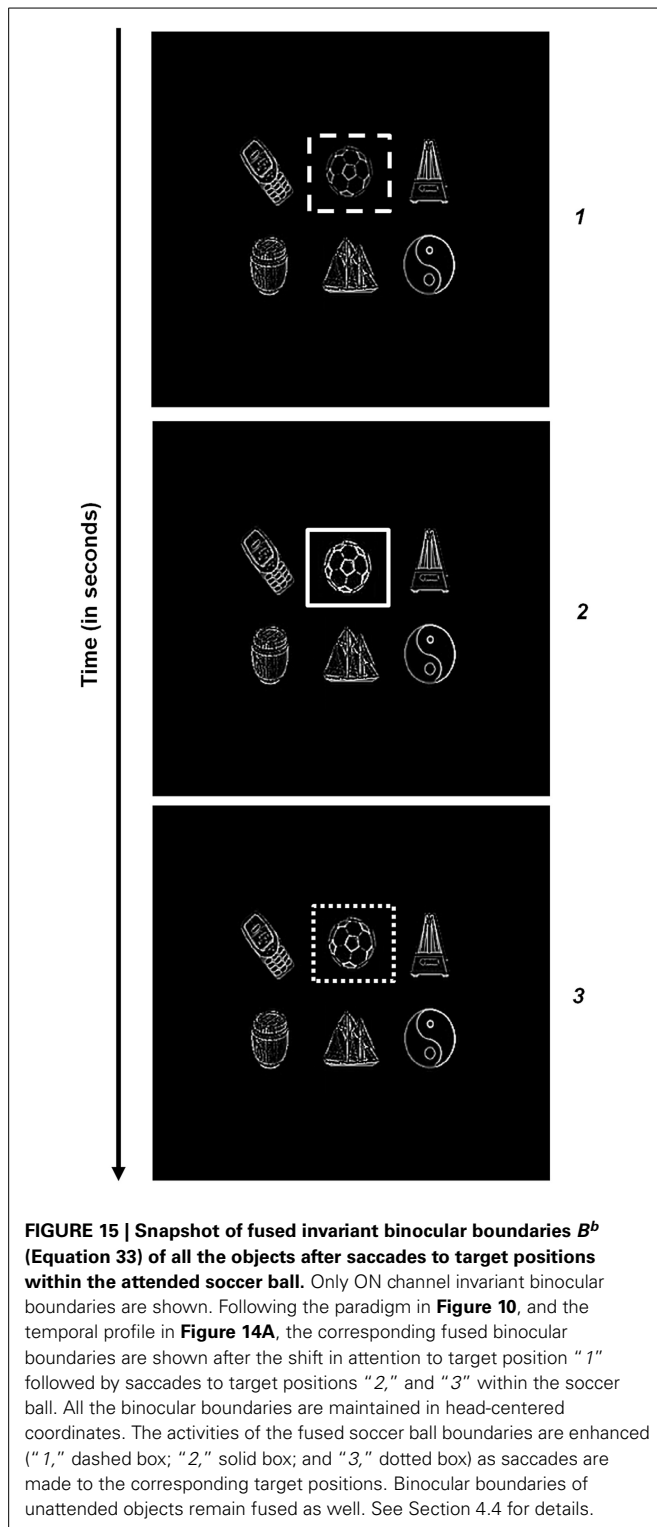 Time (in seconds)
1
2
3
FIGURE 15 | Snapshot of fused invariant binocular boundaries Bᵇ
(Equation 33) of all the objects after saccades to target positions
within the attended soccer ball. Only ON channel invariant binocular
boundaries are shown. Following the paradigm in Figure 10, and the
temporal profile in Figure 14A, the corresponding fused binocular
boundaries are shown after the shift in attention to target position “1”
followed by saccades to target positions “2,” and “3” within the soccer
ball. All the binocular boundaries are maintained in head-centered
coordinates. The activities of the fused soccer ball boundaries are enhanced
(“1,” dashed box; “2,” solid box; and “3,” dotted box) as saccades are
made to the corresponding target positions. Binocular boundaries of
unattended objects remain fused as well. See Section 4.4 for details.